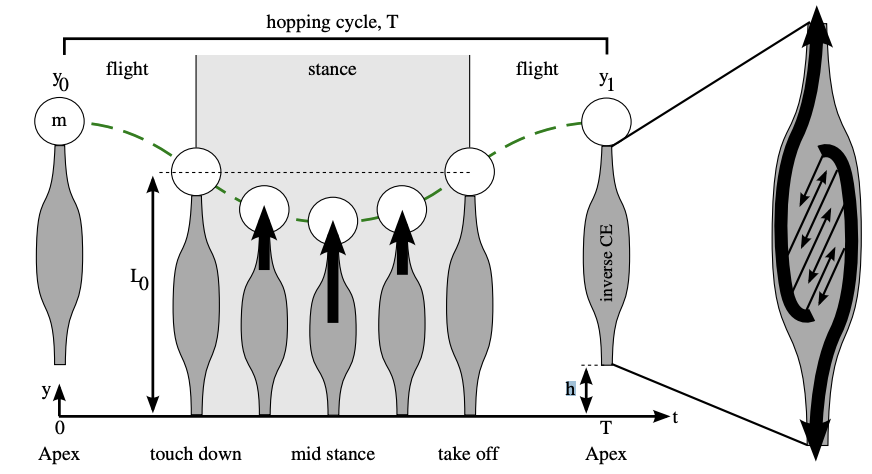 hopping cycle, T
flight
stance
flight
y0
y1
m
L0
inverse CE
h
y
t
0
T
Apex
touch down
mid stance
take off
Apex